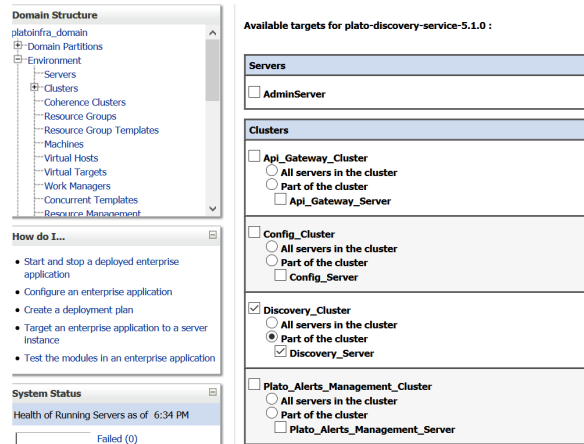 Domain Structure
platoinfra_domain
Domain Partitions
Environment
Servers
Clusters
Coherence Clusters
Resource Groups
Resource Group Templates
Machines
Virtual Hosts
Virtual Targets
Work Managers
Concurrent Templates
Resource Management
How do I...
Start and stop a deployed enterprise
application
Configure an enterprise application
Create a deployment plan
Target an enterprise application to a server
instance
Test the modules in an enterprise application
System Status
Health of Running Servers as of 6:34 PM
Failed (0)
Available targets for plato-discovery-service-5.1.0 :
Servers
AdminServer
Clusters
Api_Gateway_Cluster
All servers in the cluster
Part of the cluster
Api_Gateway_Server
Config_Cluster
All servers in the cluster
Part of the cluster
Config_Server
Discovery_Cluster
All servers in the cluster
Part of the cluster
Discovery_Server
Plato_Alerts_Management_Cluster
All servers in the cluster
Part of the cluster
Plato_Alerts_Management_Server